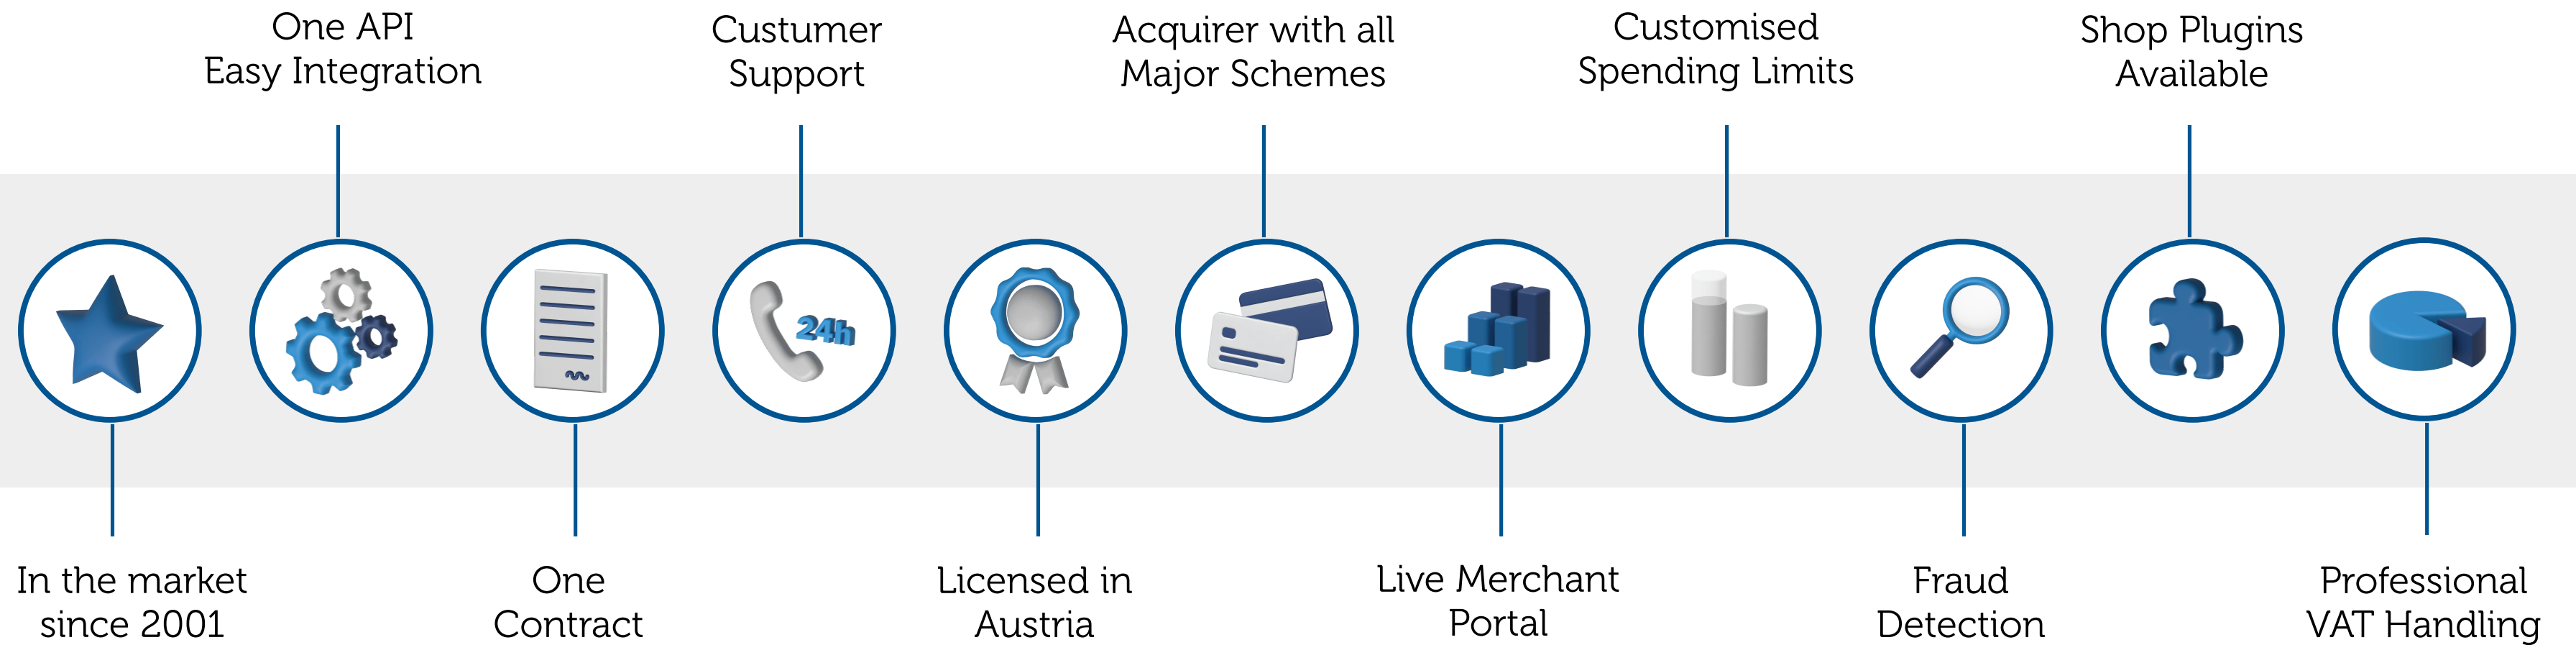 One API
Easy Integration
Custumer
Support
Acquirer with all
Major Schemes
Customised
Spending Limits
Shop Plugins
Available
24h
In the market
since 2001
One
Contract
Licensed in
Austria
Live Merchant
Portal
Fraud
Detection
Professional
VAT Handling